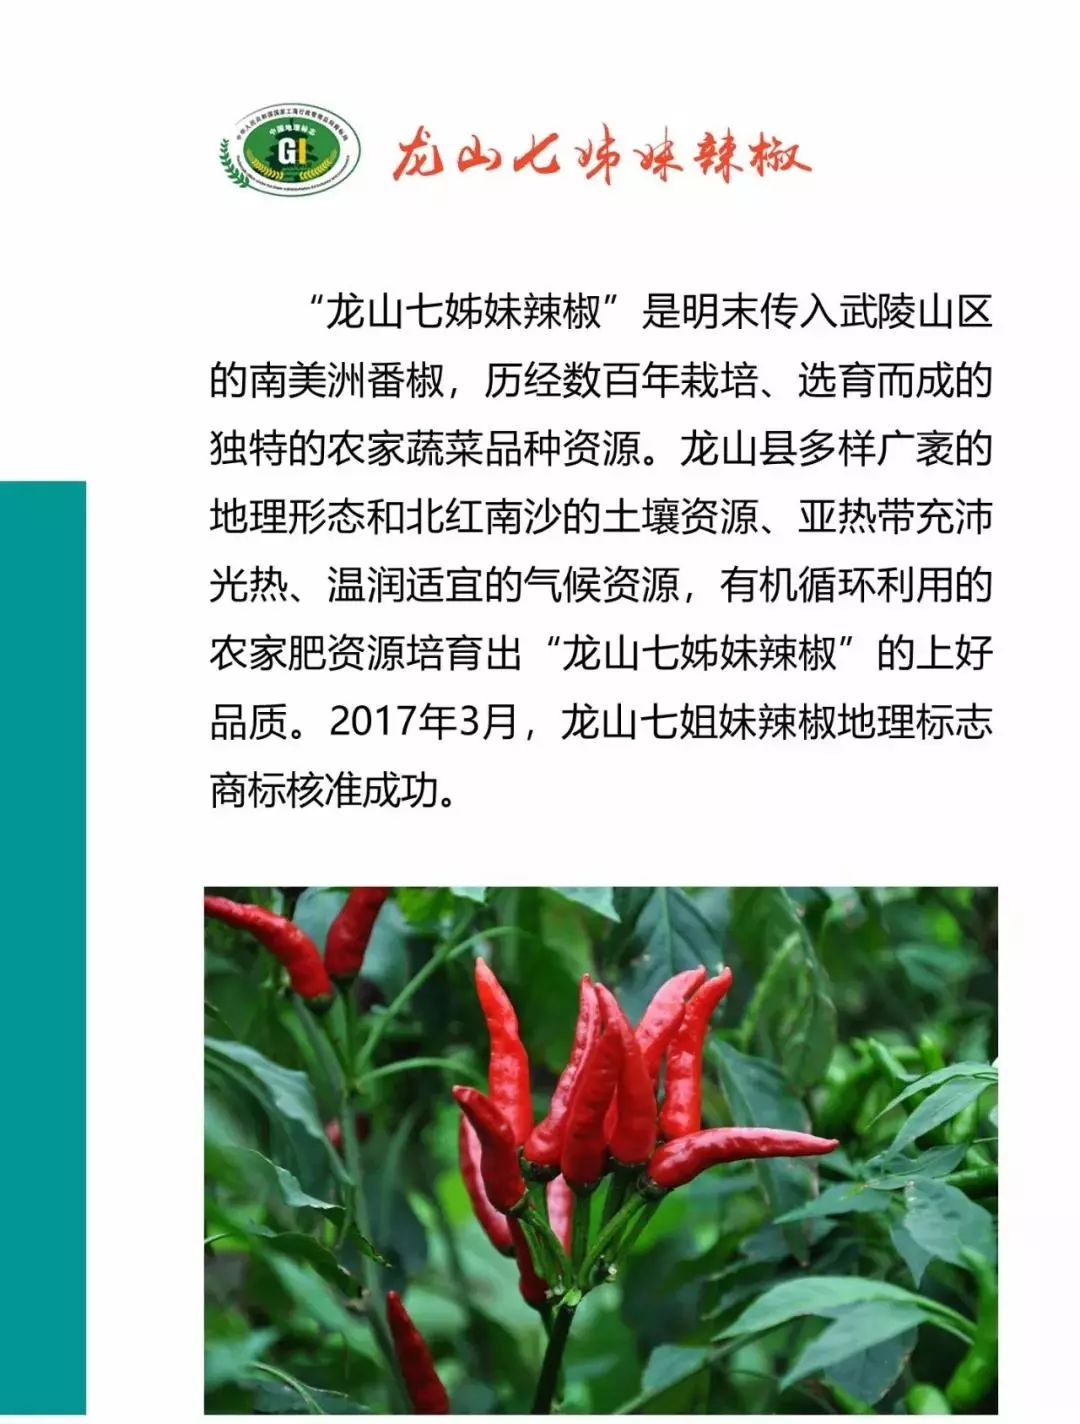 中国地理标志
GI
龙山七姊妹辣椒
“龙山七姊妹辣椒”是明末传入武陵山区
的南美洲番椒，历经数百年栽培、选育而成的
独特的农家蔬菜品种资源。龙山县多样广袤的
地理形态和北红南沙的土壤资源、亚热带充沛
光热、温润适宜的气候资源，有机循环利用的
农家肥资源培育出“龙山七姊妹辣椒”的上好
品质。2017年3月，龙山七姐妹辣椒地理标志
商标核准成功。